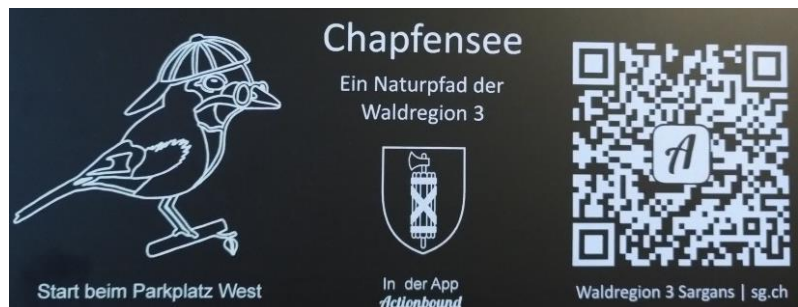 Chapfensee
Ein Naturpfad der
Waldregion 3
A
Start beim Parkplatz West
In der App
Actionbound
Waldregion 3 Sargans | sg.ch